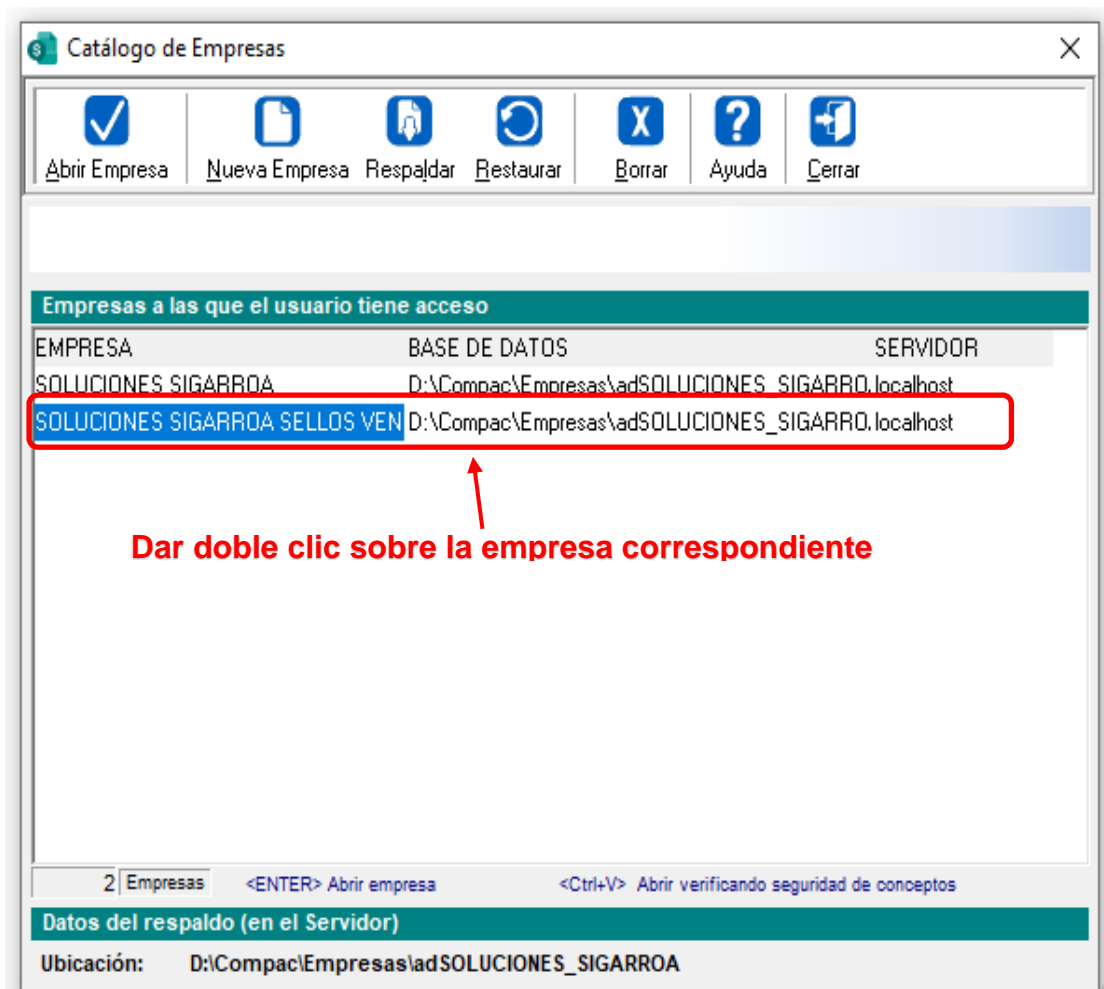 Catálogo de Empresas
Abrir Empresa Nueva Empresa Respaldar Restaurar Borrar Ayuda Cerrar
Empresas a las que el usuario tiene acceso
EMPRESA BASE DE DATOS SERVIDOR
SOLUCIONES SIGARROA D:\Compac\Empresas\adSOLUCIONES_SIGARRO. localhost
SOLUCIONES SIGARROA SELLOS VEN D:\Compac\Empresas\adSOLUCIONES_SIGARRO. localhost
Dar doble clic sobre la empresa correspondiente
2 Empresas <ENTER> Abrir empresa <Ctrl+V> Abrir verificando seguridad de conceptos
Datos del respaldo (en el Servidor)
Ubicación: D:\Compac\Empresas\adSOLUCIONES_SIGARROA